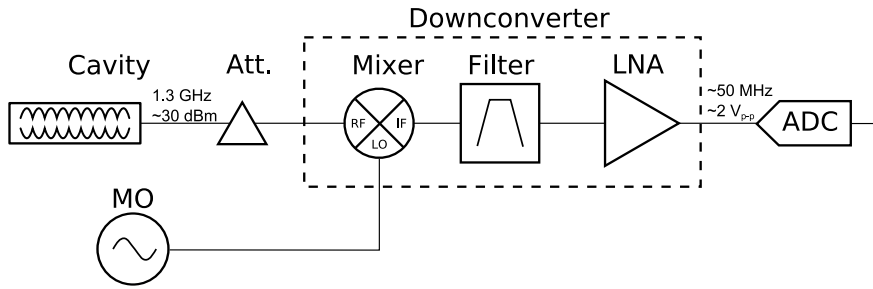 Downconverter
Cavity
Att.
Mixer
Filter
LNA
1.3 GHz
~30 dBm
RF
IF
LO
~50 MHz
~2 Vp-p
ADC
MO